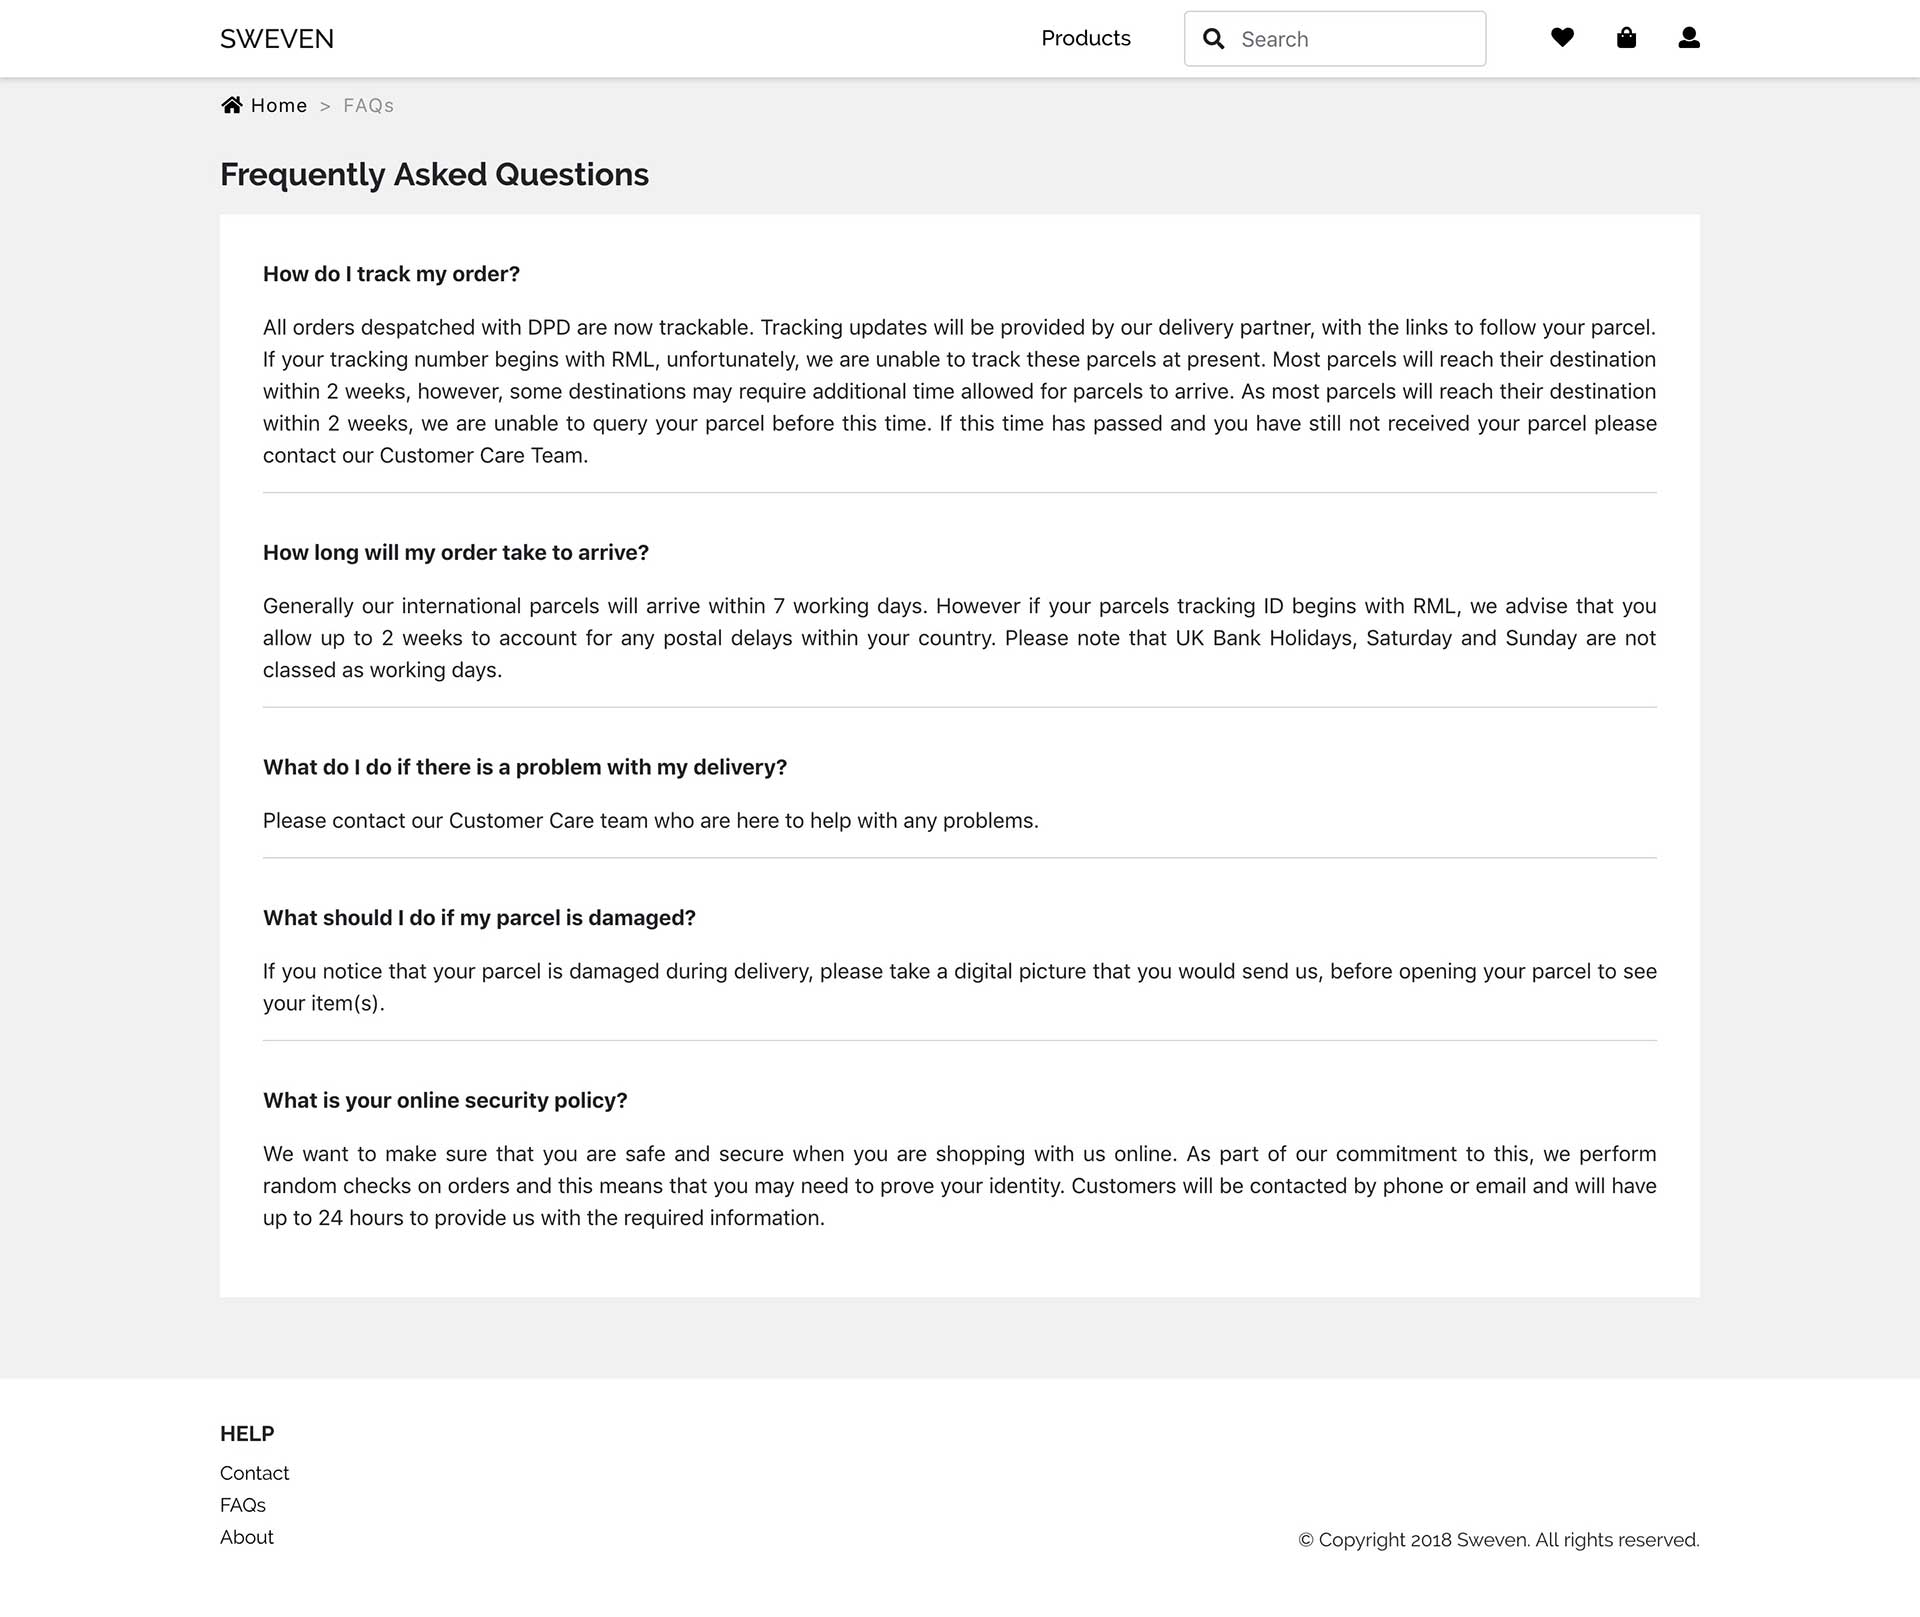 SWEVEN
Products
Search
Home > FAQs
Frequently Asked Questions
How do I track my order?
All orders despatched with DPD are now trackable. Tracking updates will be provided by our delivery partner, with the links to follow your parcel.
If your tracking number begins with RML, unfortunately, we are unable to track these parcels at present. Most parcels will reach their destination
within 2 weeks, however, some destinations may require additional time allowed for parcels to arrive. As most parcels will reach their destination
within 2 weeks, we are unable to query your parcel before this time. If this time has passed and you have still not received your parcel please
contact our Customer Care Team.
How long will my order take to arrive?
Generally our international parcels will arrive within 7 working days. However if your parcels tracking ID begins with RML, we advise that you
allow up to 2 weeks to account for any postal delays within your country. Please note that UK Bank Holidays, Saturday and Sunday are not
classed as working days.
What do I do if there is a problem with my delivery?
Please contact our Customer Care team who are here to help with any problems.
What should I do if my parcel is damaged?
If you notice that your parcel is damaged during delivery, please take a digital picture that you would send us, before opening your parcel to see
your item(s).
What is your online security policy?
We want to make sure that you are safe and secure when you are shopping with us online. As part of our commitment to this, we perform
random checks on orders and this means that you may need to prove your identity. Customers will be contacted by phone or email and will have
up to 24 hours to provide us with the required information.
HELP
Contact
FAQs
About
© Copyright 2018 Sweven. All rights reserved.